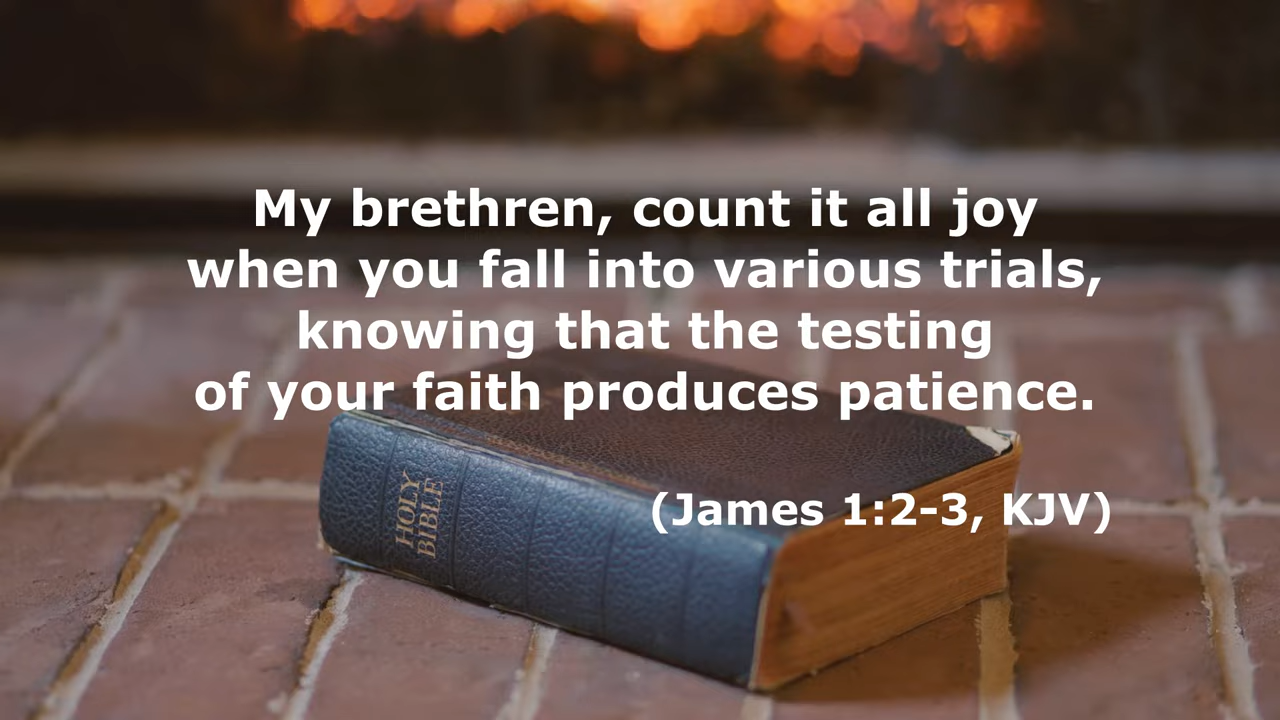 My brethren, count it all joy
when you fall into various trials,
knowing that the testing
of your faith produces patience.
(James 1:2-3, KJV)
HOLY
BIBLE